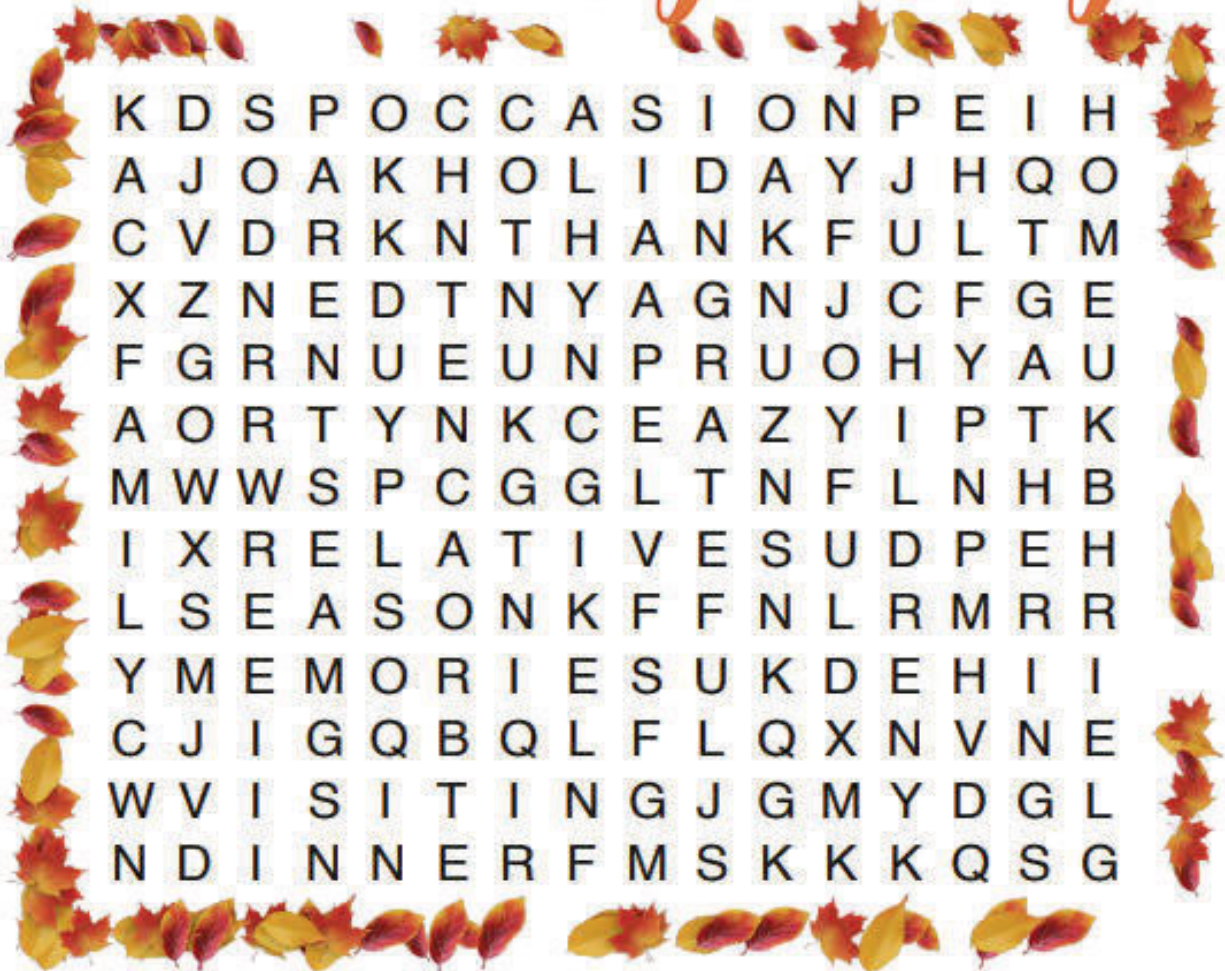 K D S P O C C A S I O N P E I H
A J O A K H O L I D A Y J H Q O
C V D R K N T H A N K F U L T M
X Z N E D T N Y A G N J C F G E
F G R N U E U N P R U O H Y A U
A O R T Y N K C E A Z Y I P T K
M W W S P C G G L T N F L N H B
I X R E L A T I V E S U D P E H
L S E A S O N K F F N L R M R R
Y M E M O R I E S U K D E H I I
C J I G Q B Q L F L Q X N V N E
W V I S I T I N G J G M Y D G L
N D I N N E R F M S K K K Q S G